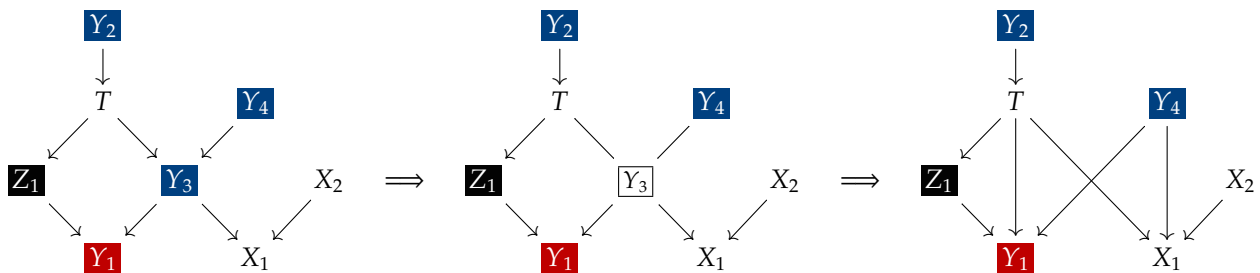 Y₂ Y₂ Y₂
T Y₄ T Y₄ T Y₄
Z₁ Y₃ X₂ ⟹ Z₁ Y₃ X₂ ⟹ Z₁ X₂
Y₁ X₁ Y₁ X₁ Y₁ X₁